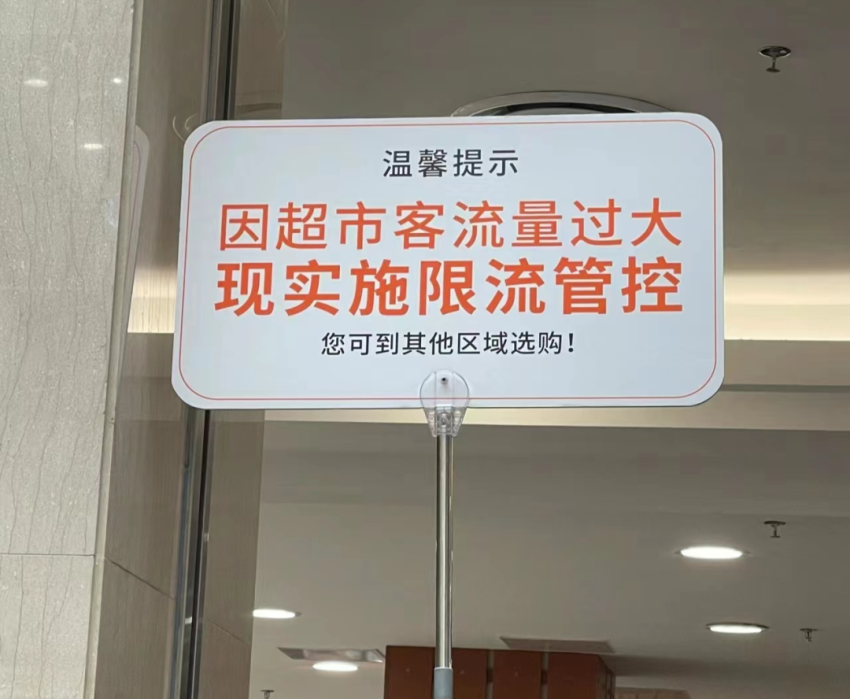 温馨提示
因超市客流量过大
现实施限流管控
您可到其他区域选购！